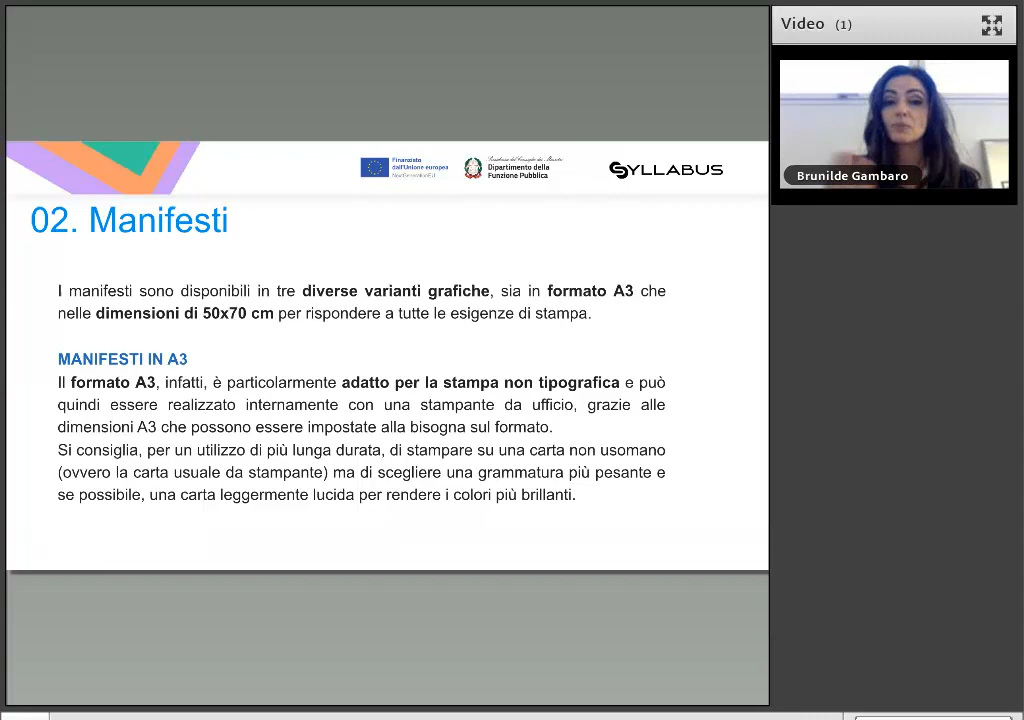 Video (1)
Brunilde Gambaro
Finanziato
dall'Unione europea
NextGenerationEU
Presidenza del Consiglio dei Ministri
Dipartimento della
Funzione Pubblica
SYLLABUS
02. Manifesti
I manifesti sono disponibili in tre diverse varianti grafiche, sia in formato A3 che
nelle dimensioni di 50x70 cm per rispondere a tutte le esigenze di stampa.
MANIFESTI IN A3
Il formato A3, infatti, è particolarmente adatto per la stampa non tipografica e può
quindi essere realizzato internamente con una stampante da ufficio, grazie alle
dimensioni A3 che possono essere impostate alla bisogna sul formato.
Si consiglia, per un utilizzo di più lunga durata, di stampare su una carta non usomano
(ovvero la carta usuale da stampante) ma di scegliere una grammatura più pesante e
se possibile, una carta leggermente lucida per rendere i colori più brillanti.